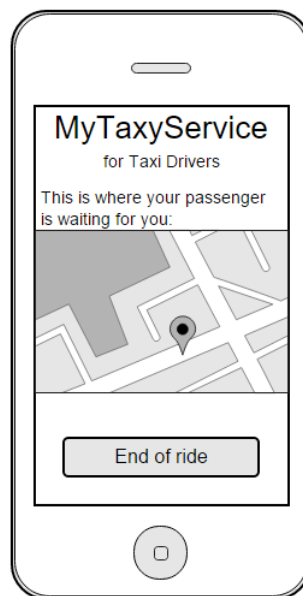 MyTaxyService
for Taxi Drivers
This is where your passenger
is waiting for you:
End of ride